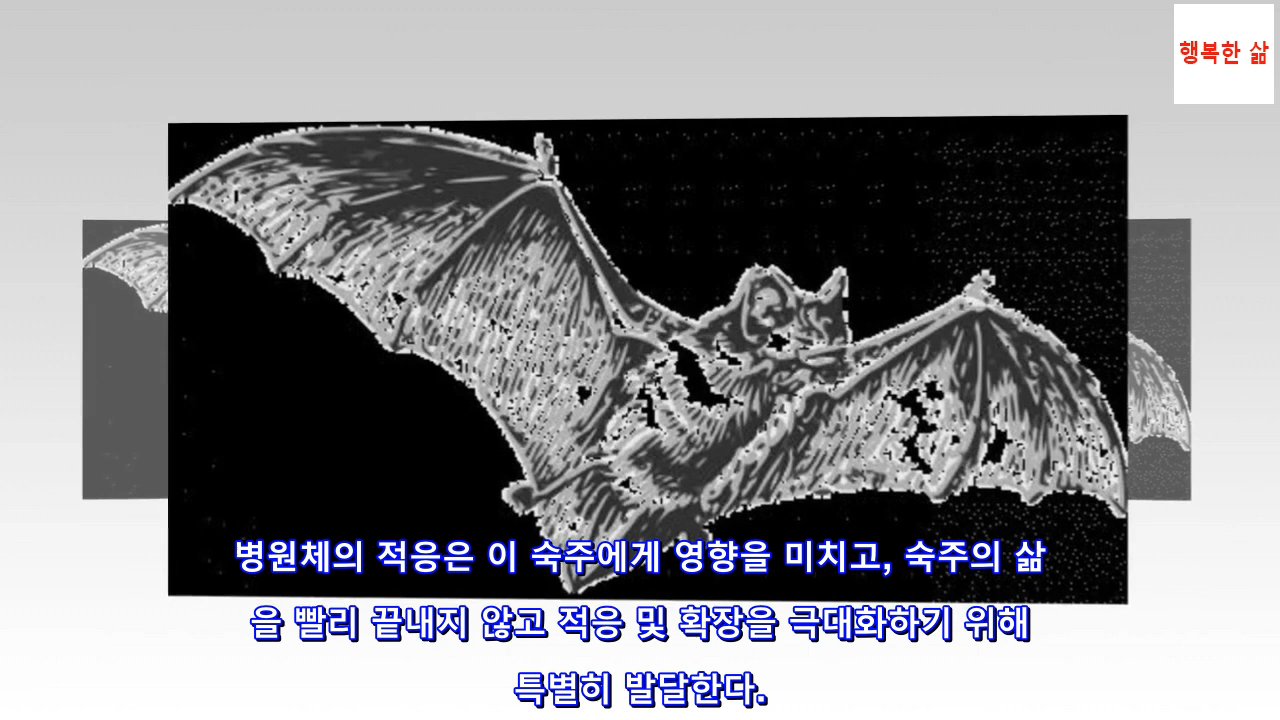 행복한 삶
병원체의 적응은 이 숙주에게 영향을 미치고, 숙주의 삶
을 빨리 끝내지 않고 적응 및 확장을 극대화하기 위해
특별히 발달한다.